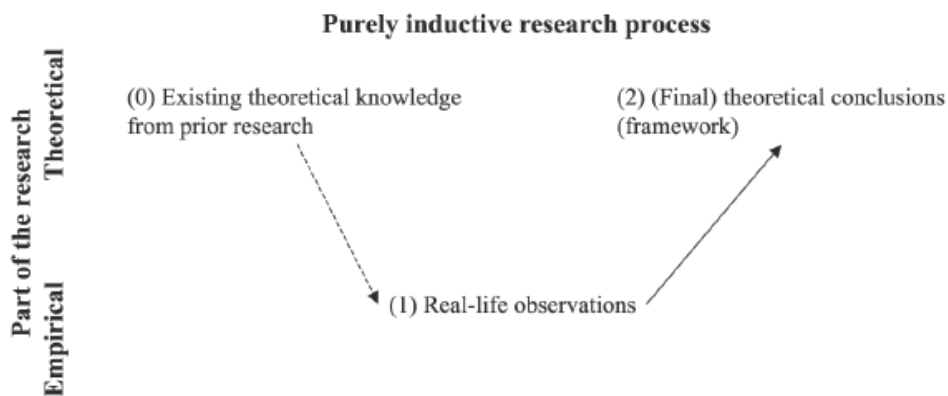 Purely inductive research process
Part of the research
Theoretical
Empirical
(0) Existing theoretical knowledge
from prior research
(2) (Final) theoretical conclusions
(framework)
(1) Real-life observations